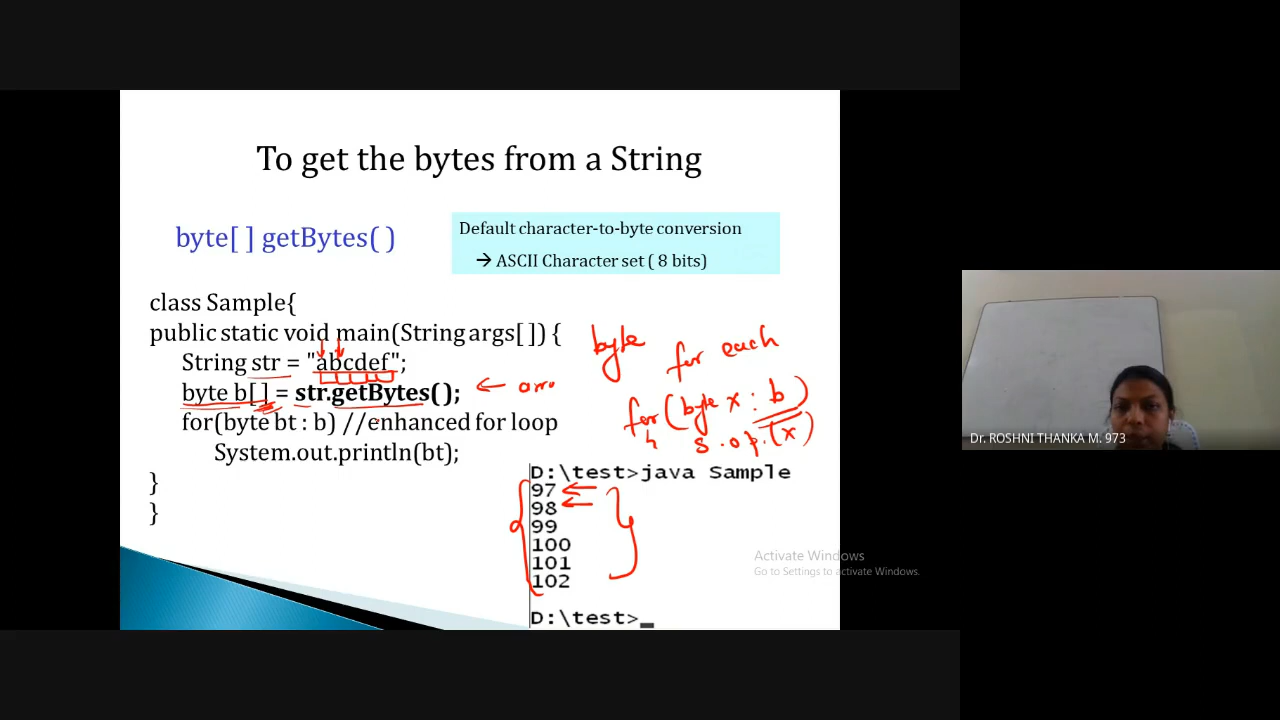 To get the bytes from a String
byte[ ] getBytes( )
Default character-to-byte conversion
→ ASCII Character set ( 8 bits)
class Sample{
public static void main(String args[ ]) {
String str = "abcdef";
byte b[ ] = str.getBytes();
for(byte bt : b) //enhanced for loop
System.out.println(bt);
}
}
byte
for each
for(byte x : b)
s.o.p.(x)
D:\test>java Sample
97
98
99
100
101
102
D:\test>_
Activate Windows
Go to Settings to activate Windows.
Dr. ROSHNI THANKA M. 973